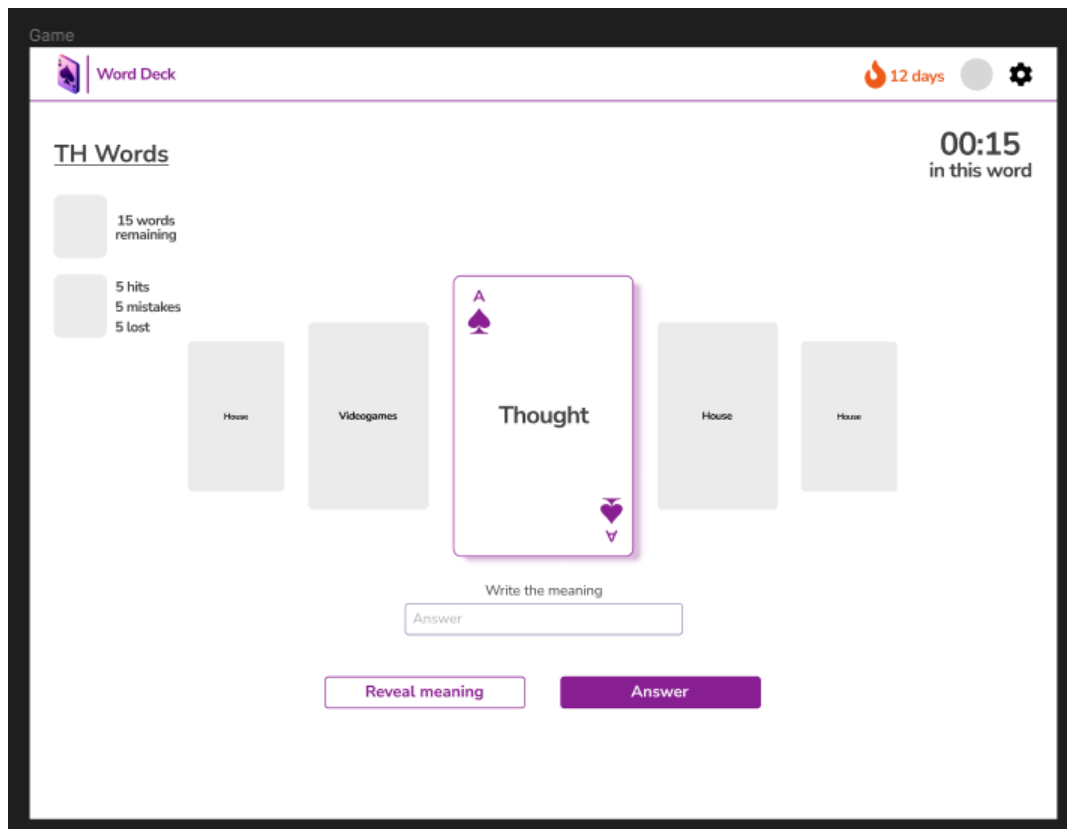 Game
Word Deck
12 days
TH Words
00:15
in this word
15 words
remaining
5 hits
5 mistakes
5 lost
A
House
Videogames
Thought
House
House
A
Write the meaning
Answer
Reveal meaning
Answer